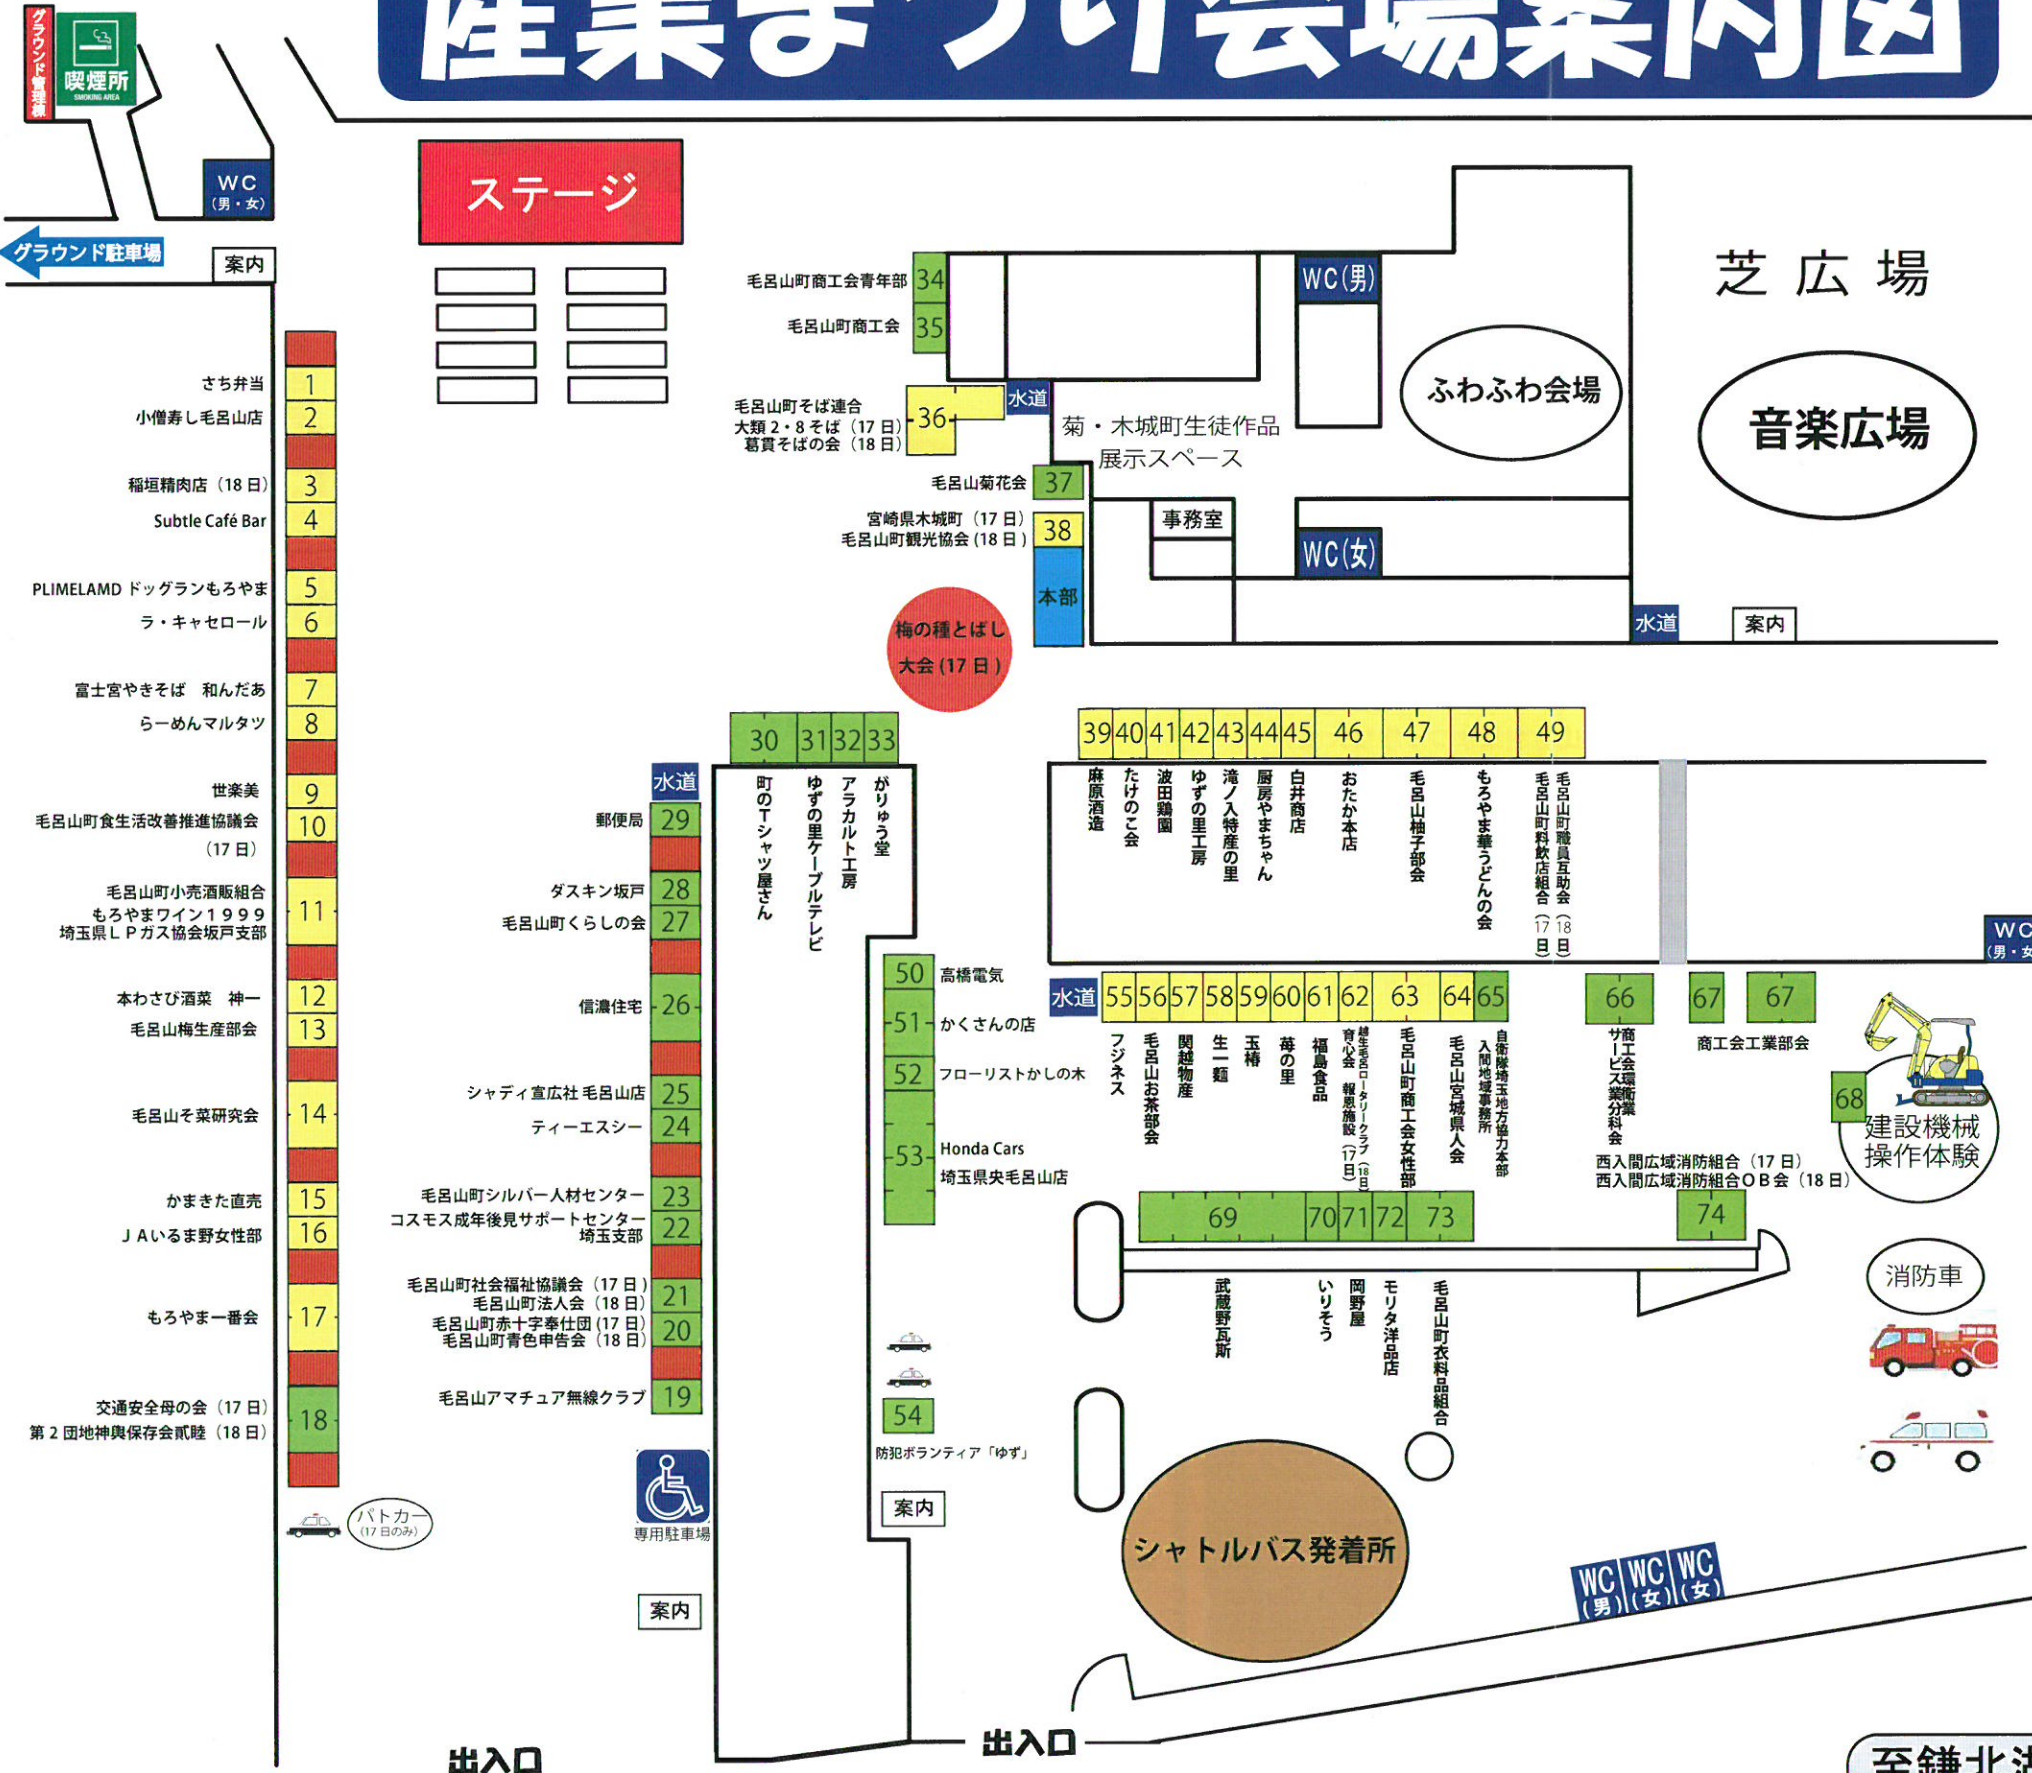 産業まつり会場案内図
グラウンド管理棟
喫煙所
SMOKING AREA
WC
(男・女)
グラウンド駐車場
案内
ステージ
さち弁当 1
小僧寿し毛呂山店 2
稲垣精肉店（18日） 3
Subtle Café Bar 4
PLIMELAMD ドッグランもろやま 5
ラ・キャセロール 6
富士宮やきそば　和んだあ 7
らーめんマルタツ 8
世楽美 9
毛呂山町食生活改善推進協議会 10
（17日）
毛呂山町小売酒販組合
もろやまワイン1999 11
埼玉県LPガス協会坂戸支部
本わさび酒菜　神一 12
毛呂山梅生産部会 13
毛呂山そ菜研究会 14
かまきた直売 15
JAいるま野女性部 16
もろやま一番会 17
交通安全母の会（17日）
18
第2団地神輿保存会貳睦（18日）
パトカー
(17日のみ)
水道
郵便局 29
ダスキン坂戸 28
毛呂山町くらしの会 27
信濃住宅 26
シャディ宣広社 毛呂山店 25
ティーエスシー 24
毛呂山町シルバー人材センター 23
コスモス成年後見サポートセンター
埼玉支部 22
毛呂山町社会福祉協議会（17日）
毛呂山町法人会（18日） 21
毛呂山町赤十字奉仕団(17日)
毛呂山町青色申告会（18日） 20
毛呂山アマチュア無線クラブ 19
専用駐車場
案内
出入口
30 31 32 33
町のTシャツ屋さん
ゆずの里ケーブルテレビ
アラカルト工房
がりゅう堂
毛呂山町商工会青年部 34
毛呂山町商工会 35
毛呂山町そば連合
大類2・8そば（17日） 36
葛貫そばの会（18日）
水道
菊・木城町生徒作品
展示スペース
毛呂山菊花会 37
宮崎県木城町（17日）
毛呂山町観光協会(18日) 38
本部
梅の種とばし
大会(17日)
事務室
WC(男)
WC(女)
ふわふわ会場
芝広場
音楽広場
水道
案内
39 40 41 42 43 44 45 46 47 48 49
麻原酒造
たけのこ会
波田鶏園
ゆずの里工房
滝ノ入特産の里
厨房やまちゃん
白井商店
おたか本店
毛呂山柚子部会
もろやま華うどんの会
毛呂山町料飲店組合（17日）
毛呂山町職員互助会（18日）
WC
(男・女
50 高橋電気
51 かくさんの店
52 フローリストかしの木
53 Honda Cars
埼玉県央毛呂山店
54
防犯ボランティア「ゆず」
案内
水道 55 56 57 58 59 60 61 62 63 64 65
フジネス
毛呂山お茶部会
関越物産
生一麺
玉椿
苺の里
福島食品
育心会　報恩施設（17日）
越生毛呂ロータリークラブ（18日）
毛呂山町商工会女性部
毛呂山宮城県人会
自衛隊埼玉地方協力本部
入間地域事務所
66 67 67
商工会環衛業
サービス業分科会
商工会工業部会
68
建設機械
操作体験
西入間広域消防組合（17日）
西入間広域消防組合OB会（18日）
69 70 71 72 73 74
武蔵野瓦斯
いりそう
岡野屋
モリタ洋品店
毛呂山町衣料品組合
消防車
シャトルバス発着所
WC
(男)
WC
(女)
WC
(女)
出入口
至鎌北湖